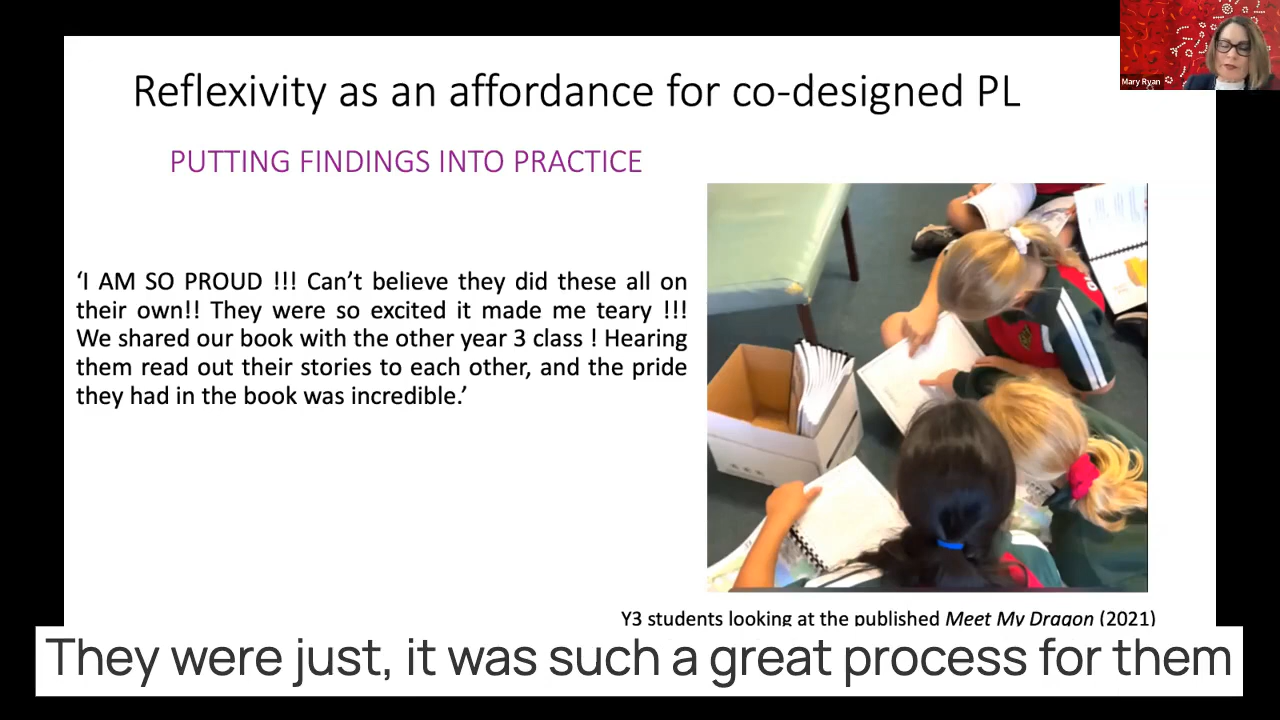 Mary Ryan
Reflexivity as an affordance for co-designed PL
PUTTING FINDINGS INTO PRACTICE
‘I AM SO PROUD !!! Can’t believe they did these all on
their own!! They were so excited it made me teary !!!
We shared our book with the other year 3 class ! Hearing
them read out their stories to each other, and the pride
they had in the book was incredible.’
Y3 students looking at the published Meet My Dragon (2021)
They were just, it was such a great process for them